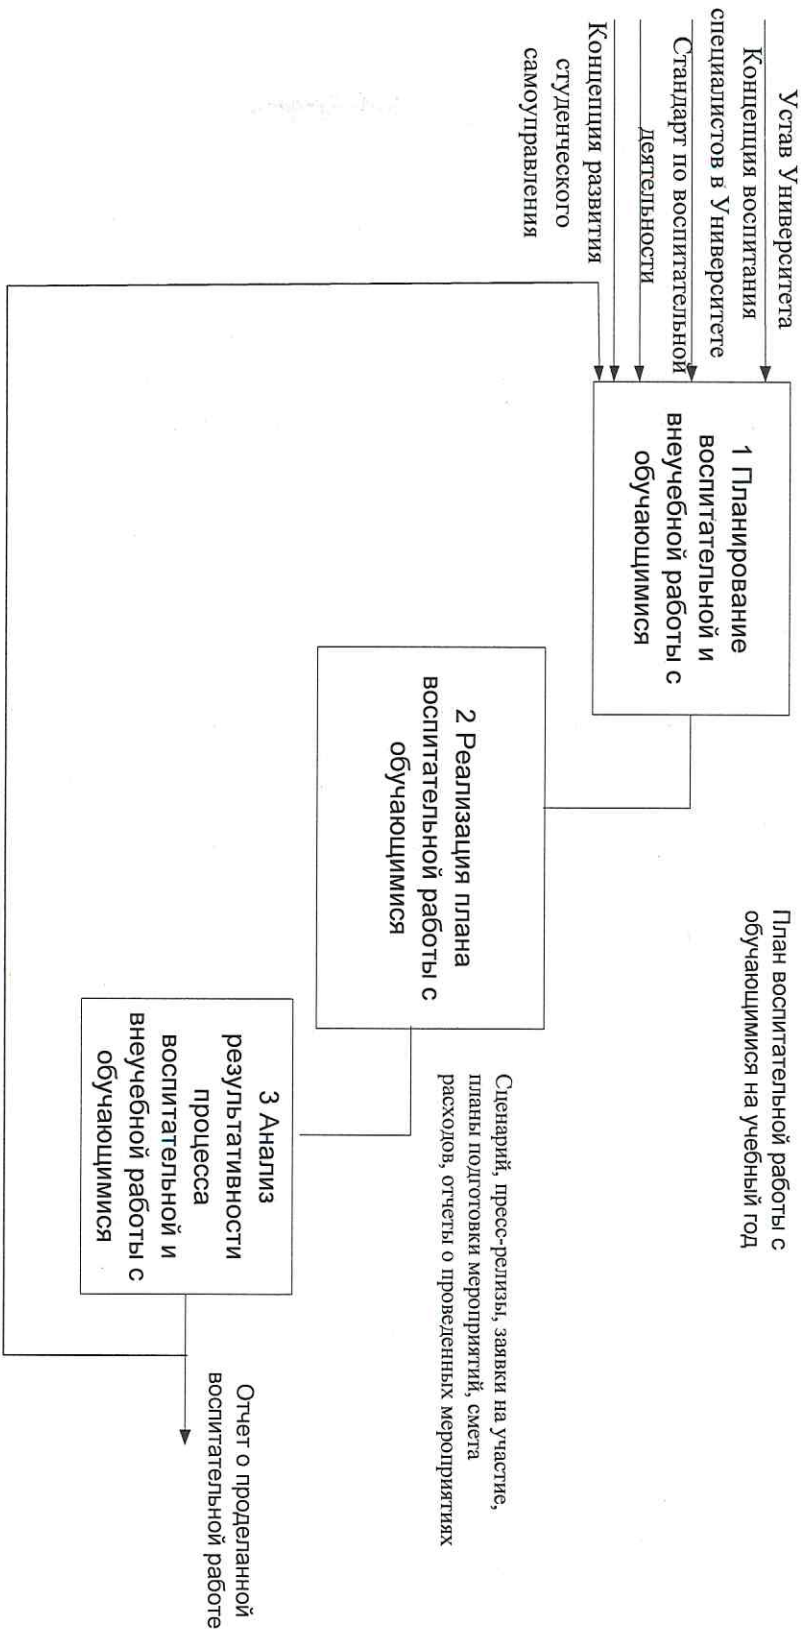 Устав Университета
Концепция воспитания
специалистов в Университете
Стандарт по воспитательной
деятельности
Концепция развития
студенческого
самоуправления
1 Планирование
воспитательной и
внеучебной работы с
обучающимися
План воспитательной работы с
обучающимися на учебный год
2 Реализация плана
воспитательной работы с
обучающимися
Сценарий, пресс-релизы, заявки на участие,
планы подготовки мероприятий, смета
расходов, отчеты о проведенных мероприятиях
3 Анализ
результативности
процесса
воспитательной и
внеучебной работы с
обучающимися
Отчет о проделанной
воспитательной работе